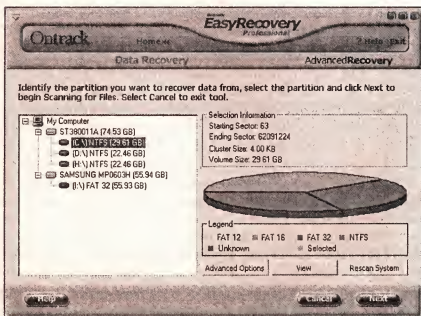 Ontrack
EasyRecovery
Professional
Home
Help Exit
Data Recovery
AdvancedRecovery
Identify the partition you want to recover data from, select the partition and click Next to
begin Scanning for Files. Select Cancel to exit tool.
My Computer
ST380011A (74.53 GB)
(C:\) NTFS (29.61 GB)
(D:\) NTFS (22.46 GB)
(H:\) NTFS (22.46 GB)
SAMSUNG MP0603H (55.94 GB)
(I:\) FAT 32 (55.93 GB)
Selection Information
Starting Sector: 63
Ending Sector: 62091224
Cluster Size: 4.00 KB
Volume Size: 29.61 GB
Legend
FAT 12 FAT 16 FAT 32 NTFS
Unknown Selected
Advanced Options View Rescan System
Help Cancel Next